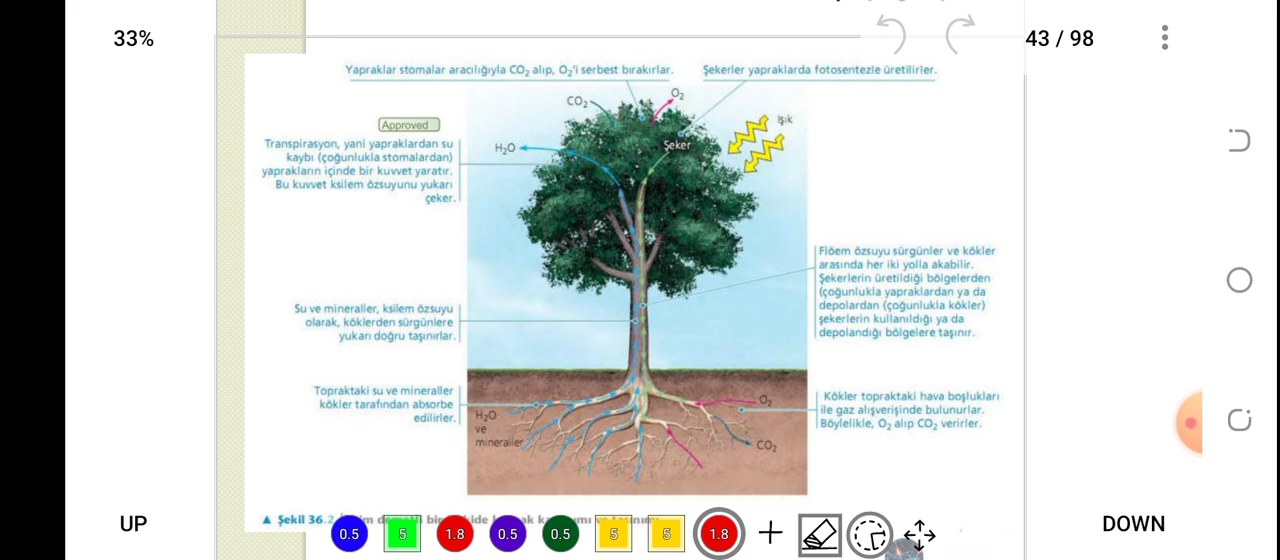 33%
43 / 98
Yapraklar stomalar aracılığıyla CO₂ alıp, O₂'i serbest bırakırlar.
Şekerler yapraklarda fotosentezle üretilirler.
CO₂
O₂
Işık
Approved
H₂O
Şeker
Transpirasyon, yani yapraklardan su
kaybı (çoğunlukla stomalardan)
yaprakların içinde bir kuvvet yaratır.
Bu kuvvet ksilem özsuyunu yukarı
çeker.
Flöem özsuyu sürgünler ve kökler
arasında her iki yolla akabilir.
Şekerlerin üretildiği bölgelerden
(çoğunlukla yapraklardan ya da
depolardan (çoğunlukla kökler)
şekerlerin kullanıldığı ya da
depolandığı bölgelere taşınır.
Su ve mineraller, ksilem özsuyu
olarak, köklerden sürgünlere
yukarı doğru taşınırlar.
Topraktaki su ve mineraller
kökler tarafından absorbe
edilirler.
H₂O
ve
mineraller
O₂
CO₂
Kökler topraktaki hava boşlukları
ile gaz alışverişinde bulunurlar.
Böylelikle, O₂ alıp CO₂ verirler.
▲ Şekil 36.2
UP
0.5
5
1.8
0.5
0.5
5
5
1.8
DOWN